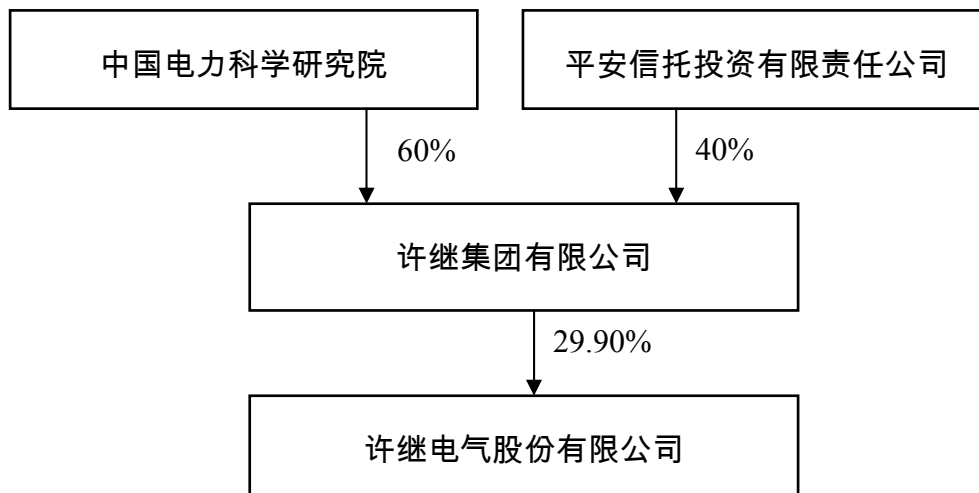 中国电力科学研究院
平安信托投资有限责任公司
60%
40%
许继集团有限公司
29.90%
许继电气股份有限公司